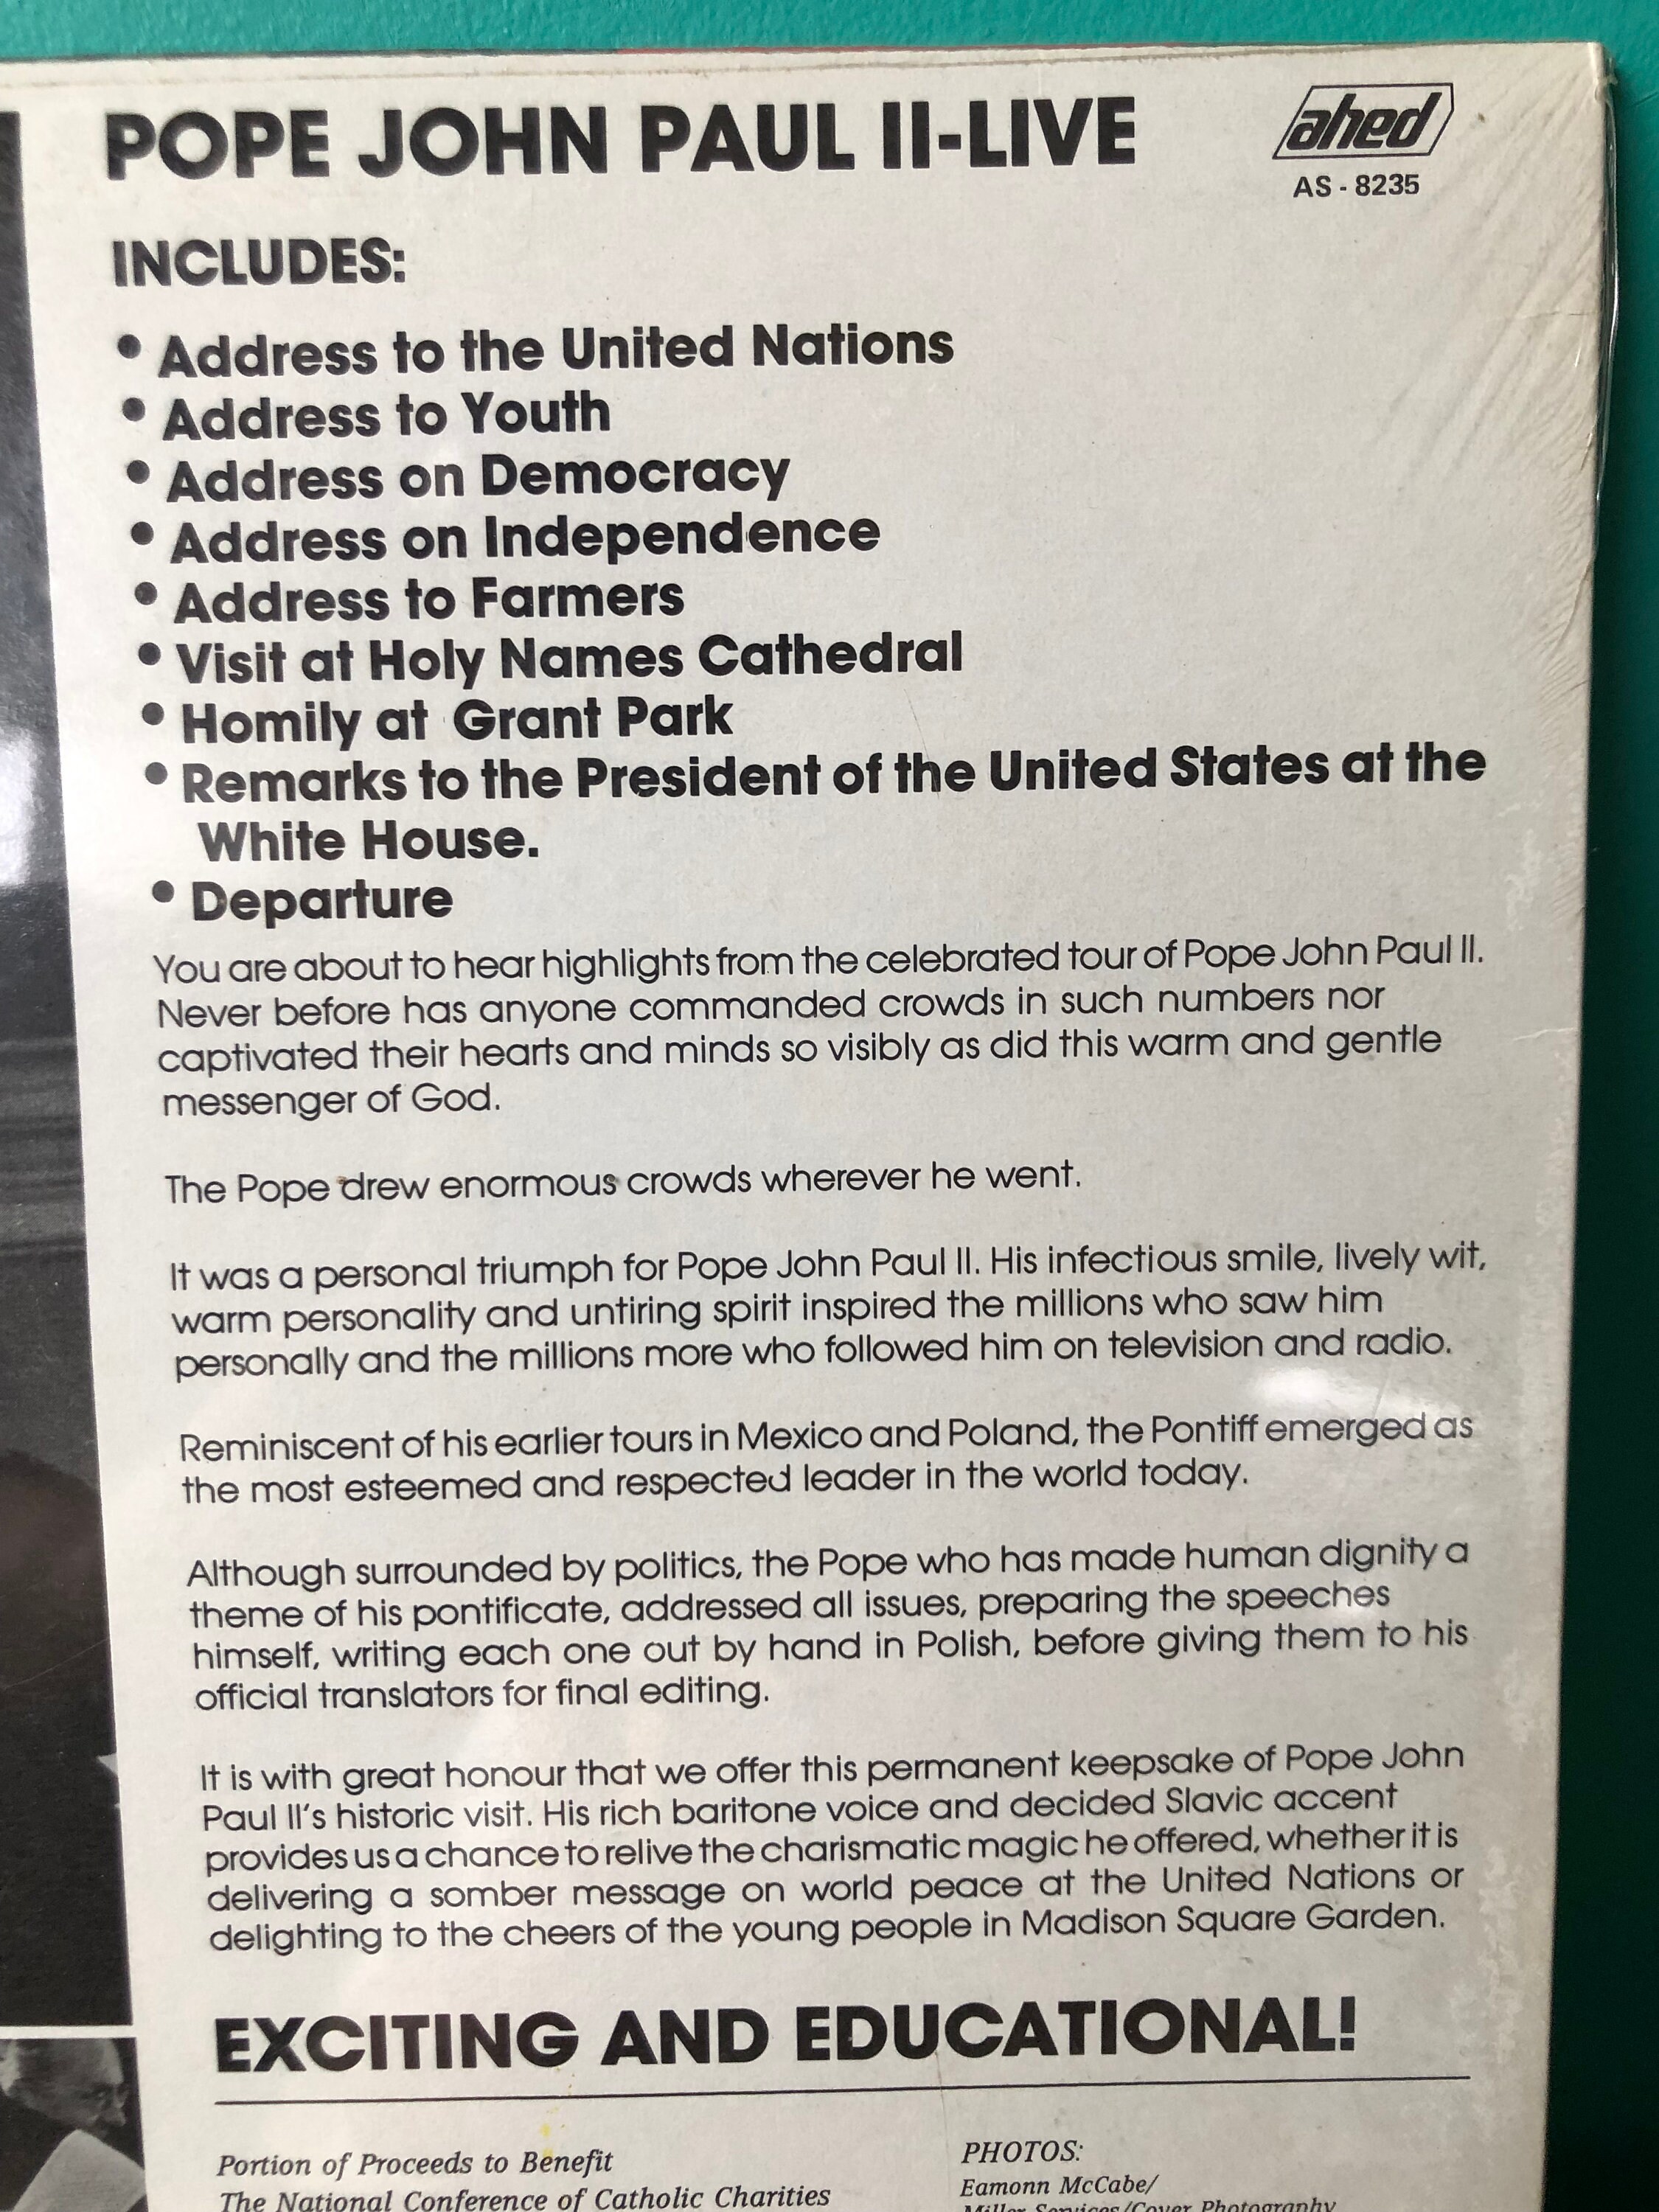 POPE JOHN PAUL II-LIVE
ahed
AS - 8235
INCLUDES:
• Address to the United Nations
• Address to Youth
• Address on Democracy
• Address on Independence
• Address to Farmers
• Visit at Holy Names Cathedral
• Homily at Grant Park
• Remarks to the President of the United States at the
White House.
• Departure
You are about to hear highlights from the celebrated tour of Pope John Paul II.
Never before has anyone commanded crowds in such numbers nor
captivated their hearts and minds so visibly as did this warm and gentle
messenger of God.
The Pope drew enormous crowds wherever he went.
It was a personal triumph for Pope John Paul II. His infectious smile, lively wit,
warm personality and untiring spirit inspired the millions who saw him
personally and the millions more who followed him on television and radio.
Reminiscent of his earlier tours in Mexico and Poland, the Pontiff emerged as
the most esteemed and respected leader in the world today.
Although surrounded by politics, the Pope who has made human dignity a
theme of his pontificate, addressed all issues, preparing the speeches
himself, writing each one out by hand in Polish, before giving them to his
official translators for final editing.
It is with great honour that we offer this permanent keepsake of Pope John
Paul II's historic visit. His rich baritone voice and decided Slavic accent
provides us a chance to relive the charismatic magic he offered, whether it is
delivering a somber message on world peace at the United Nations or
delighting to the cheers of the young people in Madison Square Garden.
EXCITING AND EDUCATIONAL!
Portion of Proceeds to Benefit
The National Conference of Catholic Charities
PHOTOS:
Eamonn McCabe/
Miller Services/Cover Photography